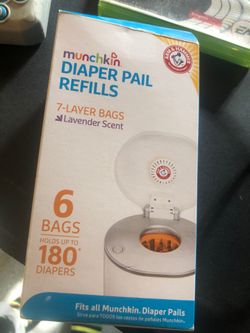 munchkin
DIAPER PAIL
REFILLS
7-LAYER BAGS
Lavender Scent
ARM & HAMMER
6
BAGS
HOLDS UP TO
180
DIAPERS
Fits all Munchkin Diaper Pails